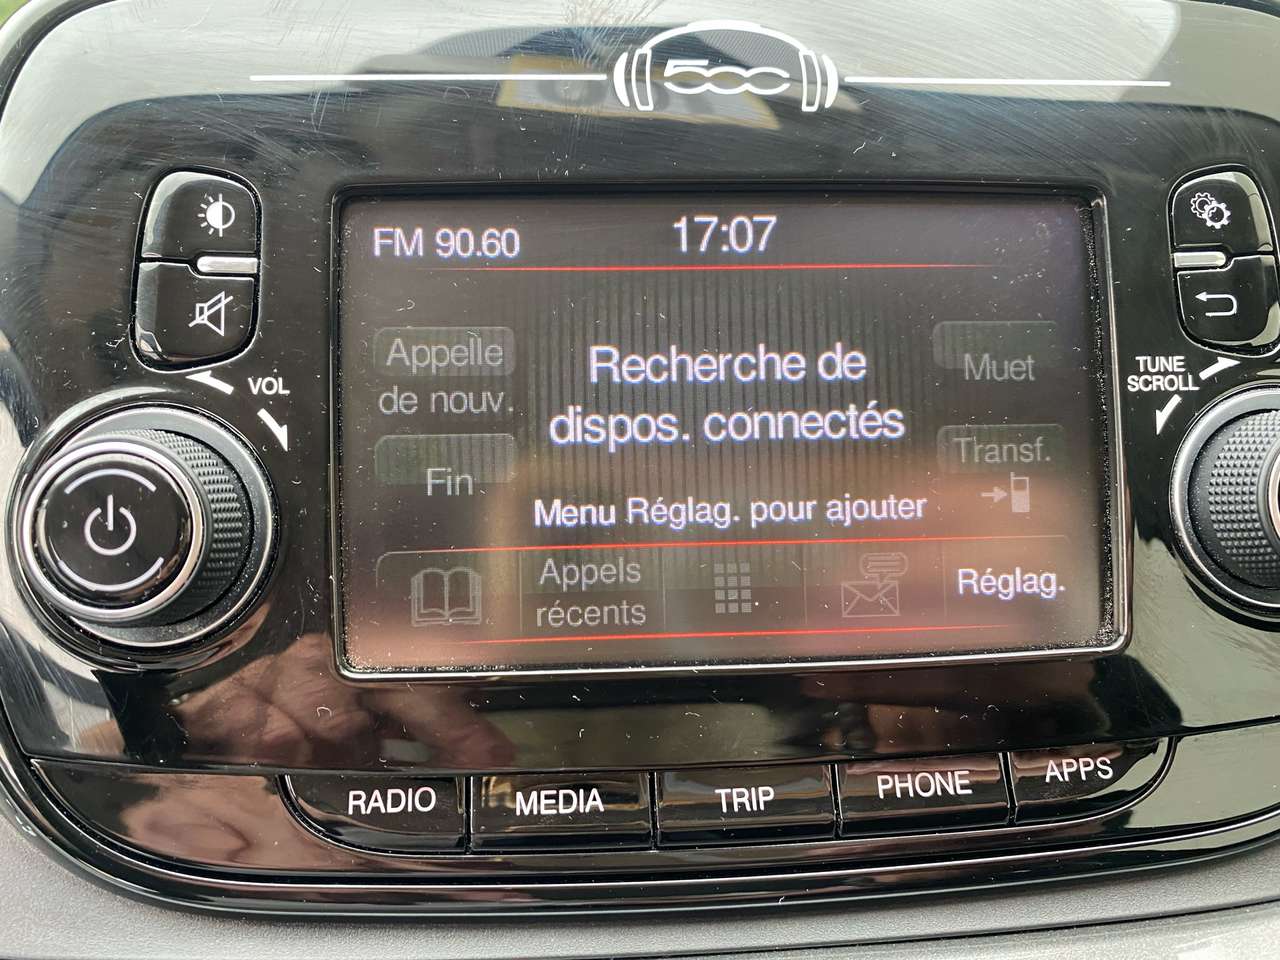 500
FM 90.60
17:07
Appelle
de nouv.
Recherche de
dispos. connectés
Muet
VOL
TUNE
SCROLL
Fin
Transf.
Menu Réglag. pour ajouter
Appels
récents
Réglag.
RADIO
MEDIA
TRIP
PHONE
APPS